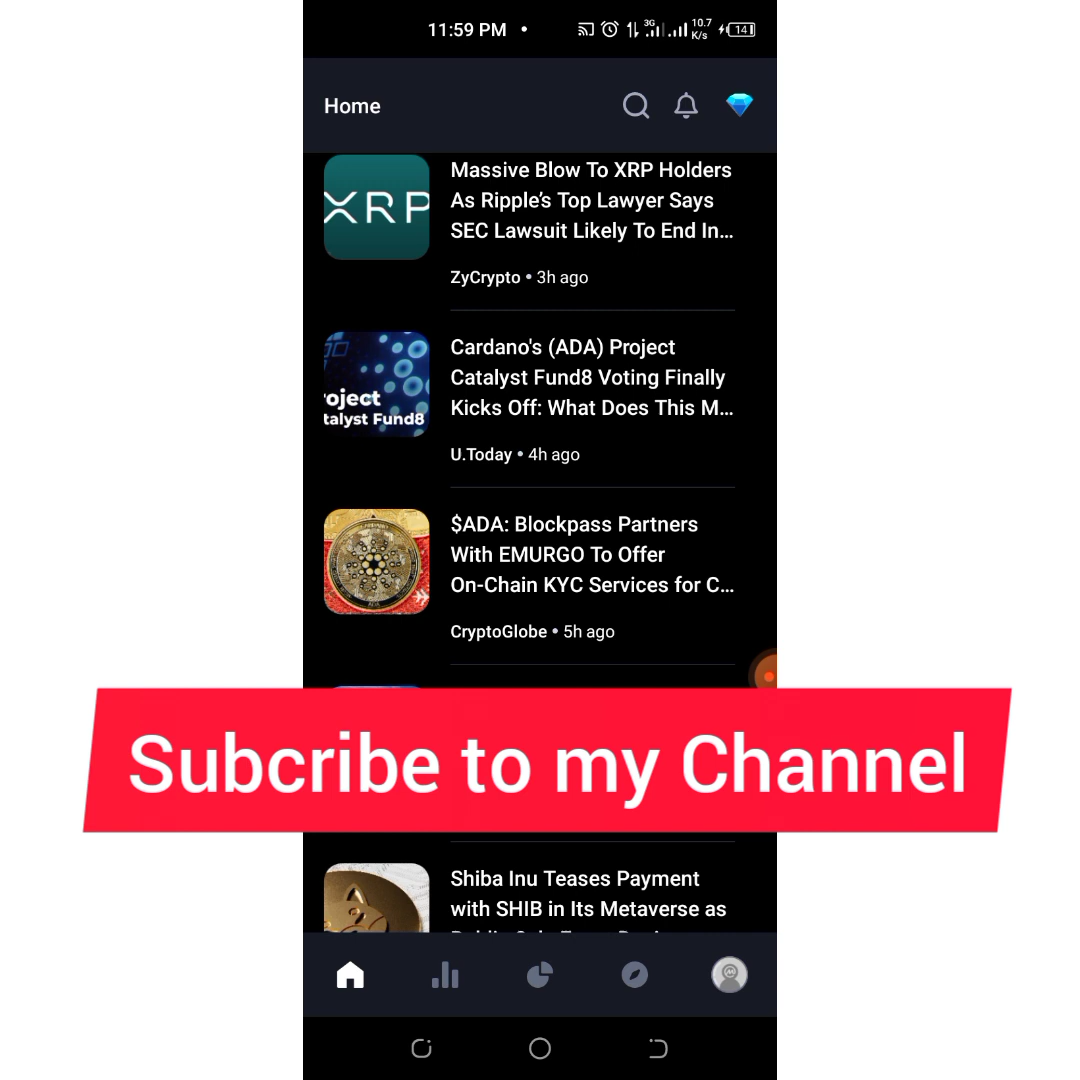 11:59 PM •
3G
10.7
K/s
14
Home
XRP
Massive Blow To XRP Holders
As Ripple’s Top Lawyer Says
SEC Lawsuit Likely To End In...
ZyCrypto • 3h ago
oject
talyst Fund8
Cardano's (ADA) Project
Catalyst Fund8 Voting Finally
Kicks Off: What Does This M...
U.Today • 4h ago
$ADA: Blockpass Partners
With EMURGO To Offer
On-Chain KYC Services for C...
CryptoGlobe • 5h ago
Subcribe to my Channel
Shiba Inu Teases Payment
with SHIB in Its Metaverse as